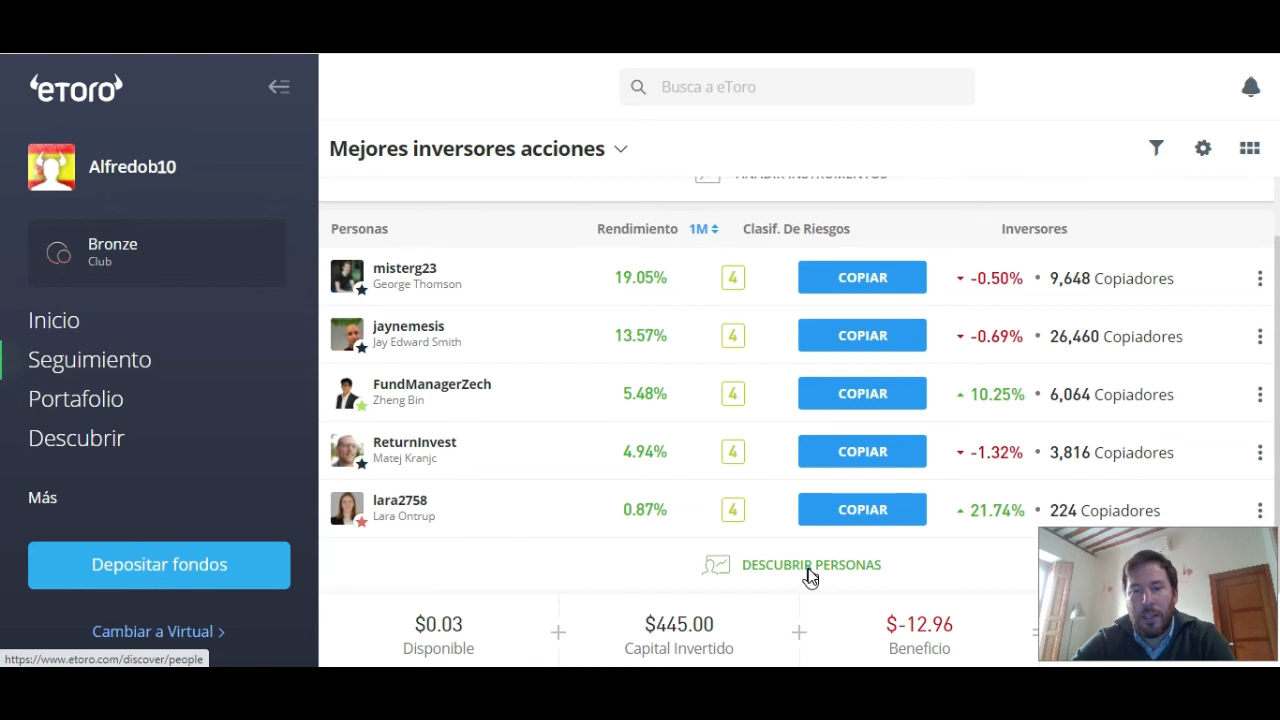 eToro
Busca a eToro
Alfredob10
Mejores inversores acciones
Bronze
Club
Inicio
Seguimiento
Portafolio
Descubrir
Más
Depositar fondos
Cambiar a Virtual >
https://www.etoro.com/discover/people
AÑADIR INSTRUMENTOS
Personas Rendimiento 1M Clasif. De Riesgos Inversores
misterg23
George Thomson
19.05% 4 COPIAR -0.50% • 9,648 Copiadores
jaynemesis
Jay Edward Smith
13.57% 4 COPIAR -0.69% • 26,460 Copiadores
FundManagerZech
Zheng Bin
5.48% 4 COPIAR 10.25% • 6,064 Copiadores
ReturnInvest
Matej Kranjc
4.94% 4 COPIAR -1.32% • 3,816 Copiadores
lara2758
Lara Ontrup
0.87% 4 COPIAR 21.74% • 224 Copiadores
DESCUBRIR PERSONAS
$0.03 + $445.00 + $-12.96 =
Disponible Capital Invertido Beneficio